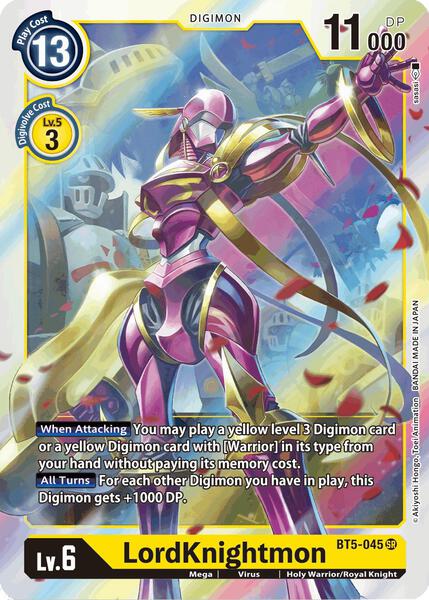 DIGIMON
Play Cost
13
11000
DP
Digivolve Cost
Lv.5
3
sasasi
When Attacking You may play a yellow level 3 Digimon card
or a yellow Digimon card with [Warrior] in its type from
your hand without paying its memory cost.
All Turns For each other Digimon you have in play, this
Digimon gets +1000 DP.
©Akiyoshi Hongo, Toei Animation BANDAI MADE IN JAPAN
Lv.6
LordKnightmon
BT5-045 SR
Mega Virus Holy Warrior/Royal Knight